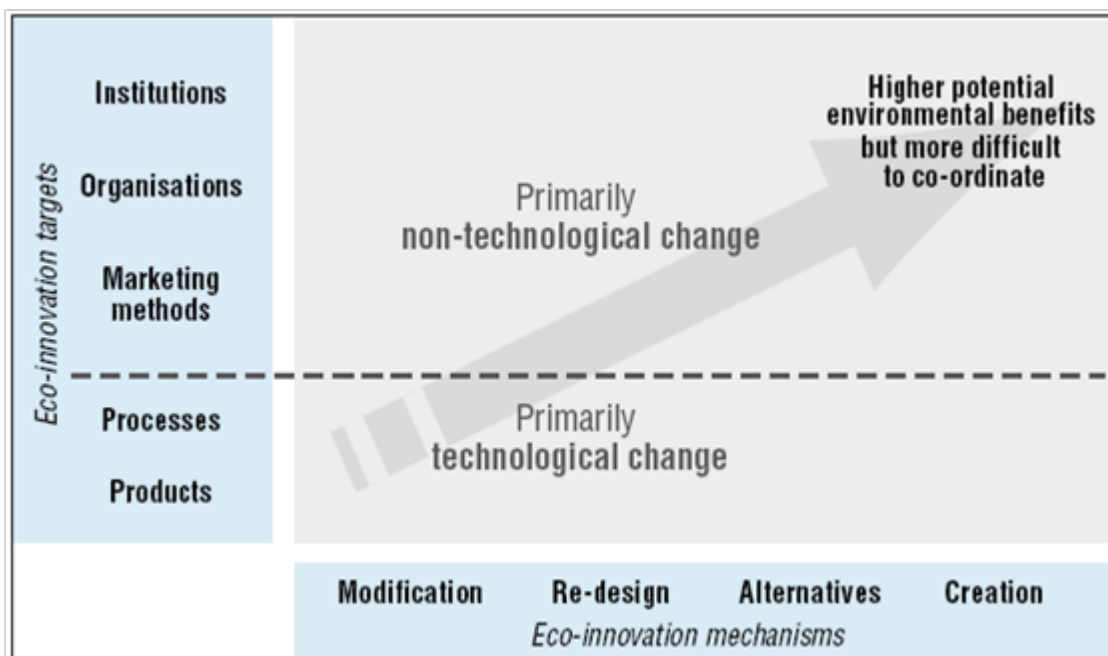 Eco-innovation targets
Institutions
Organisations
Marketing
methods
Processes
Products
Higher potential
environmental benefits
but more difficult
to co-ordinate
Primarily
non-technological change
Primarily
technological change
Modification Re-design Alternatives Creation
Eco-innovation mechanisms